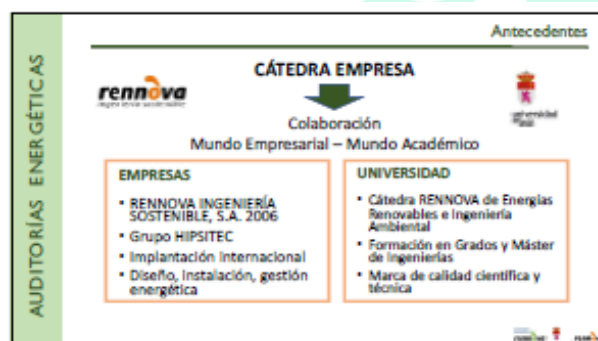 Antecedentes
AUDITORÍAS ENERGÉTICAS
CÁTEDRA EMPRESA
rennova
universidad
Colaboración
Mundo Empresarial – Mundo Académico
EMPRESAS
• RENNOVA INGENIERÍA
SOSTENIBLE, S.A. 2006
• Grupo HIPSITEC
• Implantación Internacional
• Diseño, Instalación, gestión
energética
UNIVERSIDAD
• Cátedra RENNOVA de Energías
Renovables e Ingeniería
Ambiental
• Formación en Grados y Máster
de Ingenierías
• Marca de calidad científica y
técnica